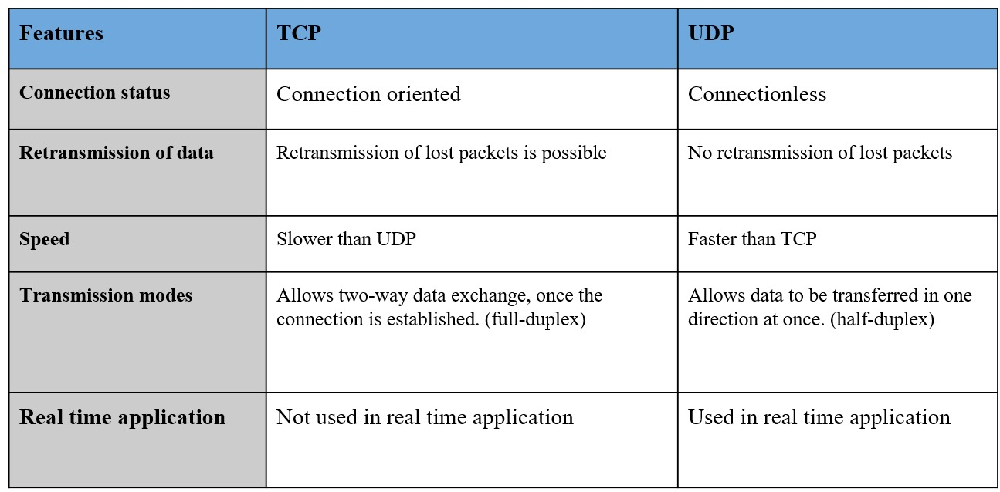 Features TCP UDP
Connection status Connection oriented Connectionless
Retransmission of data Retransmission of lost packets is possible No retransmission of lost packets
Speed Slower than UDP Faster than TCP
Transmission modes Allows two-way data exchange, once the Allows data to be transferred in one
connection is established. (full-duplex) direction at once. (half-duplex)
Real time application Not used in real time application Used in real time application